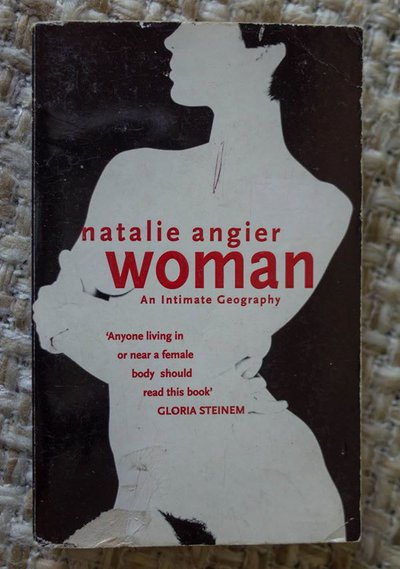 natalie angier
woman
An Intimate Geography
'Anyone living in
or near a female
body should
read this book'
GLORIA STEINEM